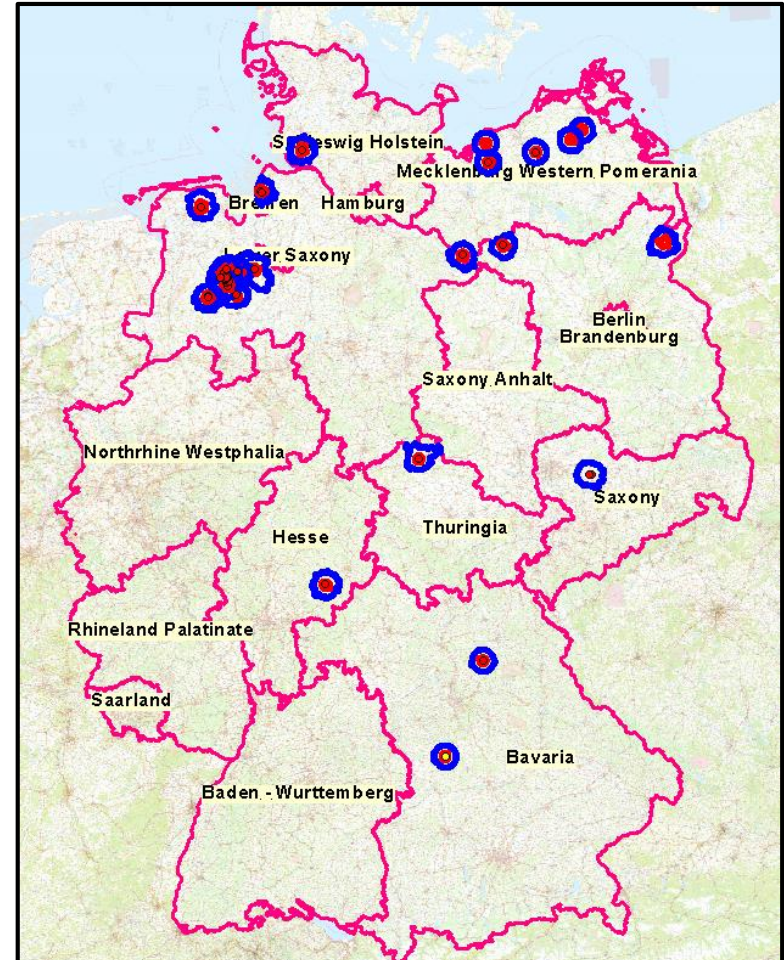 Schleswig Holstein
Mecklenburg Western Pomerania
Bremen
Hamburg
Lower Saxony
Berlin
Brandenburg
Saxony Anhalt
Northrhine Westphalia
Saxony
Thuringia
Hesse
Rhineland Palatinate
Saarland
Bavaria
Baden - Wurttemberg